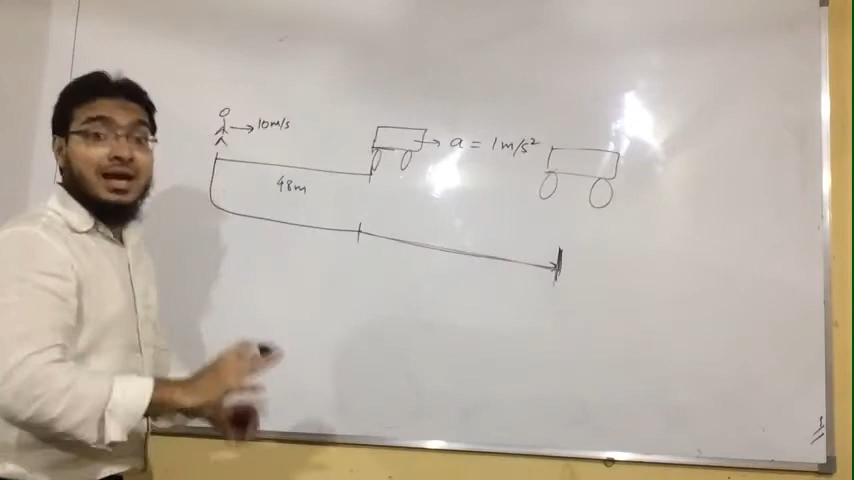 10m/s
a = 1m/s²
48m